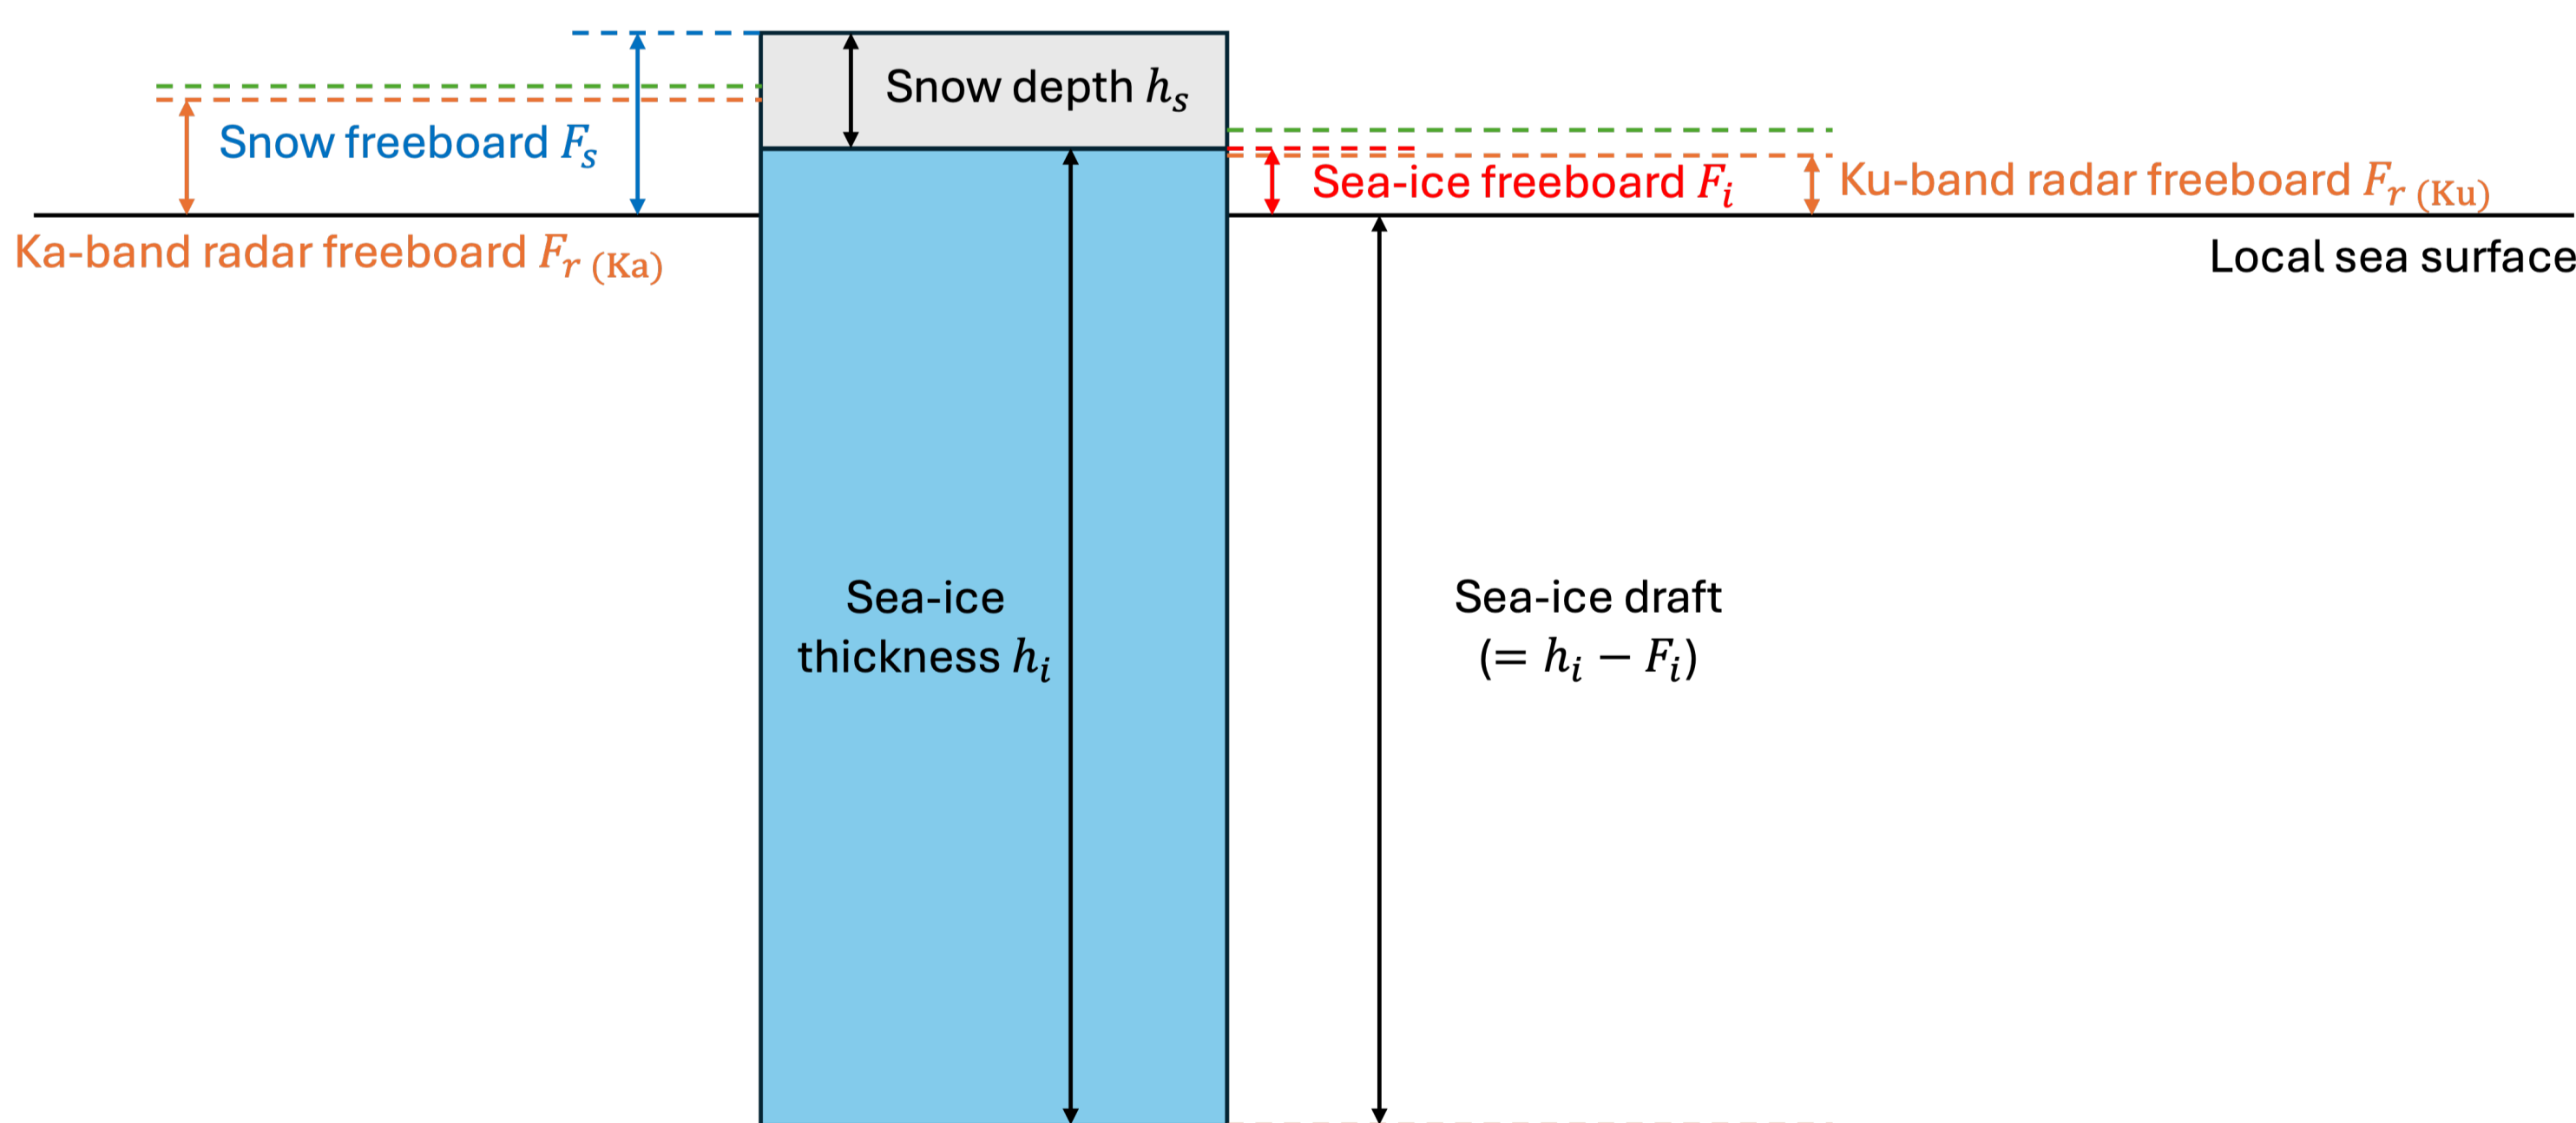 Snow depth hₛ
Snow freeboard Fₛ
Sea-ice freeboard Fᵢ
Ku-band radar freeboard Fᵣ (Ku)
Ka-band radar freeboard Fᵣ (Ka)
Local sea surface
Sea-ice
thickness hᵢ
Sea-ice draft
(= hᵢ − Fᵢ)